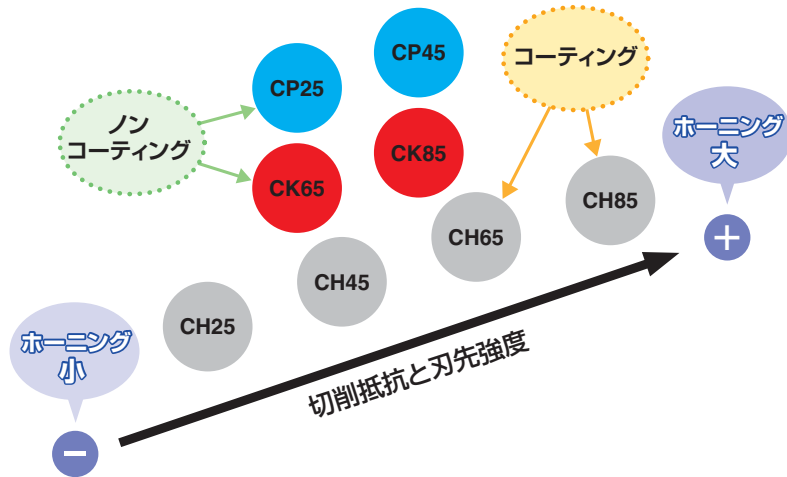 CP45
コーティング
CP25
ノン
コーティング
ホーニング
大
CK85
CK65
CH85
CH65
CH45
CH25
ホーニング
小
切削抵抗と刃先強度
＋
－